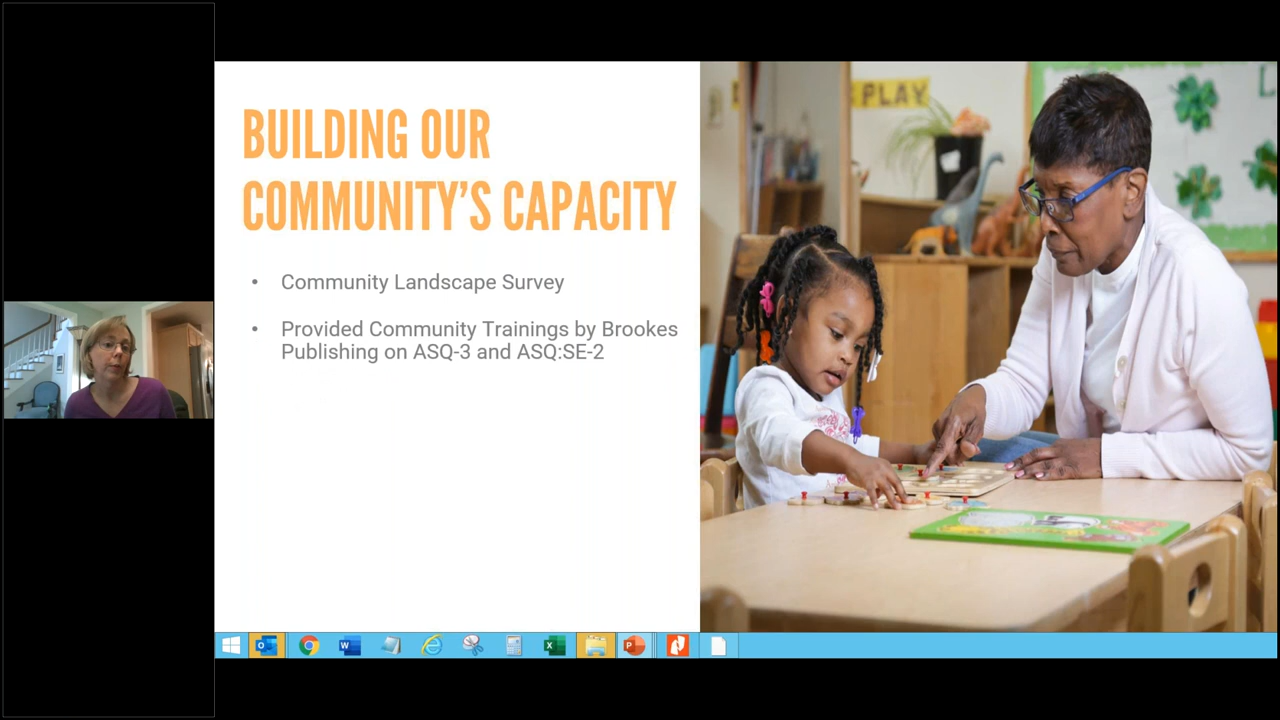 BUILDING OUR
COMMUNITY'S CAPACITY
• Community Landscape Survey
• Provided Community Trainings by Brookes
Publishing on ASQ-3 and ASQ:SE-2
PLAY